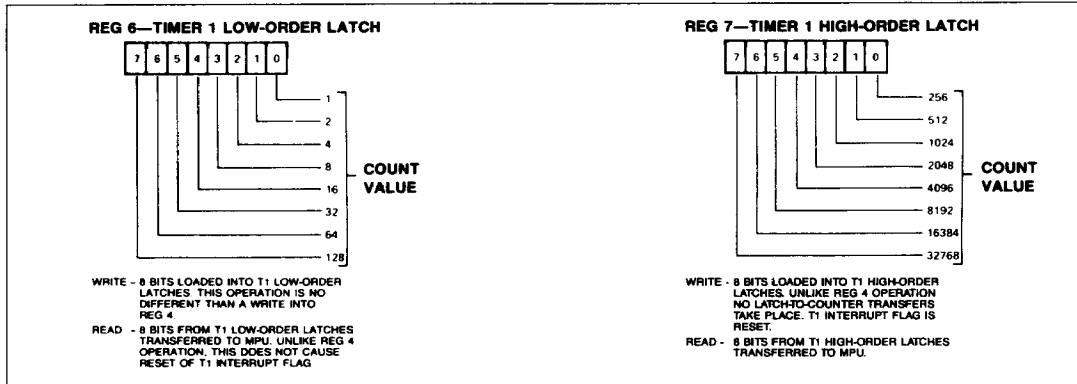 REG 6—TIMER 1 LOW-ORDER LATCH
7 6 5 4 3 2 1 0
1
2
4
8
16
32
64
128
COUNT
VALUE
WRITE - 8 BITS LOADED INTO T1 LOW-ORDER
LATCHES. THIS OPERATION IS NO
DIFFERENT THAN A WRITE INTO
REG 4
READ - 8 BITS FROM T1 LOW-ORDER LATCHES
TRANSFERRED TO MPU. UNLIKE REG 4
OPERATION, THIS DOES NOT CAUSE
RESET OF T1 INTERRUPT FLAG
REG 7—TIMER 1 HIGH-ORDER LATCH
7 6 5 4 3 2 1 0
256
512
1024
2048
4096
8192
16384
32768
COUNT
VALUE
WRITE - 8 BITS LOADED INTO T1 HIGH-ORDER
LATCHES. UNLIKE REG 4 OPERATION
NO LATCH-TO-COUNTER TRANSFERS
TAKE PLACE. T1 INTERRUPT FLAG IS
RESET.
READ - 8 BITS FROM T1 HIGH-ORDER LATCHES
TRANSFERRED TO MPU.